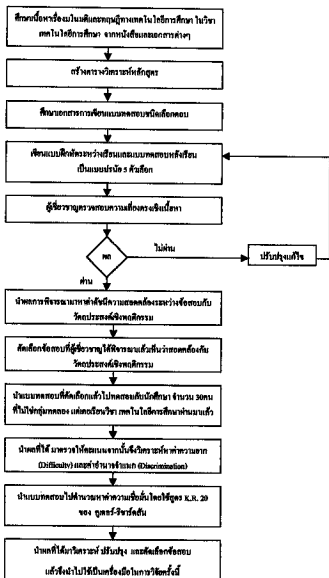 ศึกษาเนื้อหาเรื่องมโนมติและทฤษฎีทางเทคโนโลยีการศึกษา ในวิชา
เทคโนโลยีการศึกษา จากหนังสือและเอกสารต่างๆ
สร้างตารางวิเคราะห์หลักสูตร
ศึกษาเอกสารการเขียนแบบทดสอบชนิดเลือกตอบ
เขียนแบบฝึกหัดระหว่างเรียนและแบบทดสอบหลังเรียน
เป็นแบบปรนัย 5 ตัวเลือก
ผู้เชี่ยวชาญตรวจสอบความเที่ยงตรงเชิงเนื้อหา
ผล
ไม่ผ่าน
ปรับปรุงแก้ไข
ผ่าน
นำผลการพิจารณามาหาค่าดัชนีความสอดคล้องระหว่างข้อสอบกับ
วัตถุประสงค์เชิงพฤติกรรม
คัดเลือกข้อสอบที่ผู้เชี่ยวชาญได้พิจารณาแล้วเห็นว่าสอดคล้องกับ
วัตถุประสงค์เชิงพฤติกรรม
นำแบบทดสอบที่คัดเลือกแล้วไปทดสอบกับนักศึกษา จำนวน 30คน
ที่ไม่ใช่กลุ่มทดลอง แต่เคยเรียนวิชา เทคโนโลยีการศึกษาผ่านมาแล้ว
นำผลที่ได้ มาตรวจให้คะแนนจากนั้นจึงวิเคราะห์หาค่าความยาก
(Difficulty) และค่าอำนาจจำแนก (Discrimination)
นำแบบทดสอบไปคำนวณหาค่าความเชื่อมั่นโดยใช้สูตร K.R. 20
ของ คูเดอร์-ริชาร์ดสัน
นำผลที่ได้มาวิเคราะห์ ปรับปรุง และคัดเลือกข้อสอบ
แล้วจึงนำไปใช้เป็นเครื่องมือในการวิจัยครั้งนี้